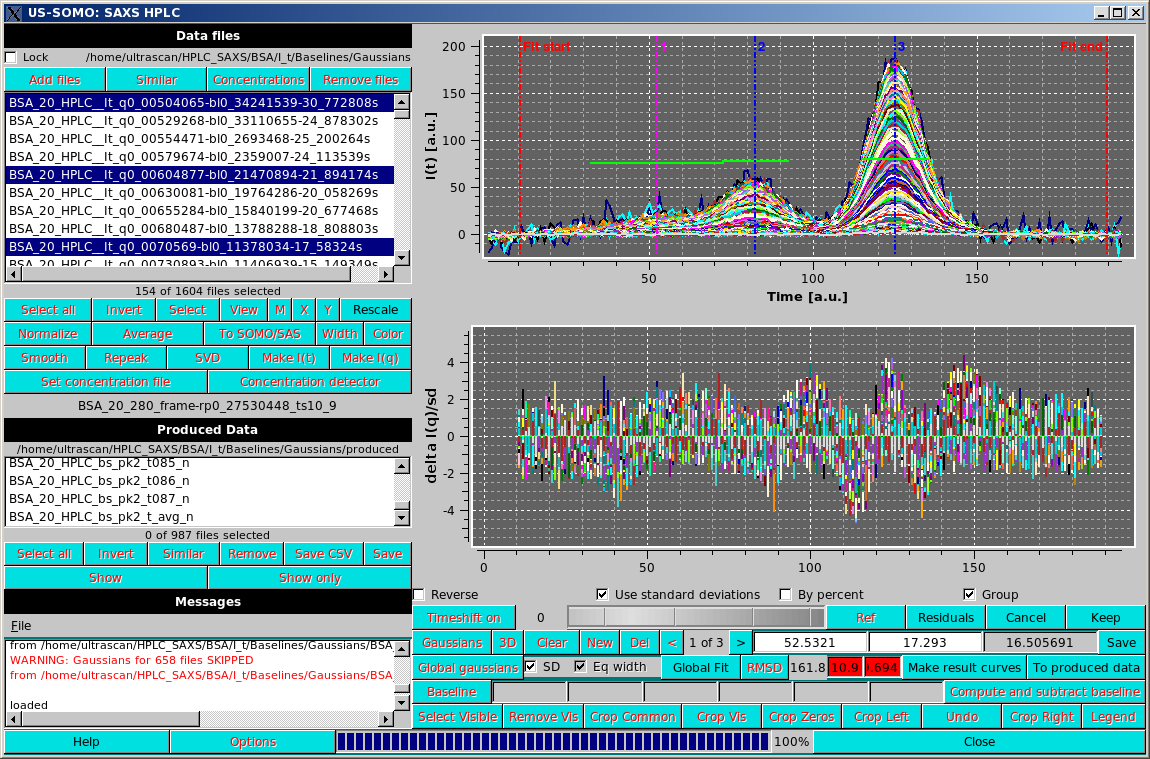 US-SOMO: SAXS HPLC
Data files
Lock /home/ultrascan/HPLC_SAXS/BSA/I_t/Baselines/Gaussians
Add files Similar Concentrations Remove files
BSA_20_HPLC__It_q0_00504065-bl0_34241539-30_772808s
BSA_20_HPLC__It_q0_00529268-bl0_33110655-24_878302s
BSA_20_HPLC__It_q0_00554471-bl0_2693468-25_200264s
BSA_20_HPLC__It_q0_00579674-bl0_2359007-24_113539s
BSA_20_HPLC__It_q0_00604877-bl0_21470894-21_894174s
BSA_20_HPLC__It_q0_00630081-bl0_19764286-20_058269s
BSA_20_HPLC__It_q0_00655284-bl0_15840199-20_677468s
BSA_20_HPLC__It_q0_00680487-bl0_13788288-18_808803s
BSA_20_HPLC__It_q0_0070569-bl0_11378034-17_58324s
BSA_20_HPLC__It_q0_00730893-bl0_11406939-15_149349s
154 of 1604 files selected
Select all Invert Select View M X Y Rescale
Normalize Average To SOMO/SAS Width Color
Smooth Repeak SVD Make I(t) Make I(q)
Set concentration file Concentration detector
BSA_20_280_frame-rp0_27530448_ts10_9
Produced Data
/home/ultrascan/HPLC_SAXS/BSA/I_t/Baselines/Gaussians/produced
BSA_20_HPLC_bs_pk2_t085_n
BSA_20_HPLC_bs_pk2_t086_n
BSA_20_HPLC_bs_pk2_t087_n
BSA_20_HPLC_bs_pk2_t_avg_n
0 of 987 files selected
Select all Invert Similar Remove Save CSV Save
Show Show only
Messages
File
from /home/ultrascan/HPLC_SAXS/BSA/I_t/Baselines/Gaussians/BSA_
WARNING: Gaussians for 658 files SKIPPED
from /home/ultrascan/HPLC_SAXS/BSA/I_t/Baselines/Gaussians/BSA_
loaded
Help Options 100% Close
Fit start 1 2 3 Fit end
200
150
100
50
0
I(t) [a.u.]
50 100 150
Time [a.u.]
4
2
0
-2
-4
delta I(q)/sd
0 50 100 150
Reverse Use standard deviations By percent Group
Timeshift on 0 Ref Residuals Cancel Keep
Gaussians 3D Clear New Del < 1 of 3 > 52.5321 17.293 16.505691 Save
Global gaussians SD Eq width Global Fit RMSD 161.8 10.9 Make result curves To produced data
Baseline Compute and subtract baseline
Select Visible Remove Vis Crop Common Crop Vis Crop Zeros Crop Left Undo Crop Right Legend